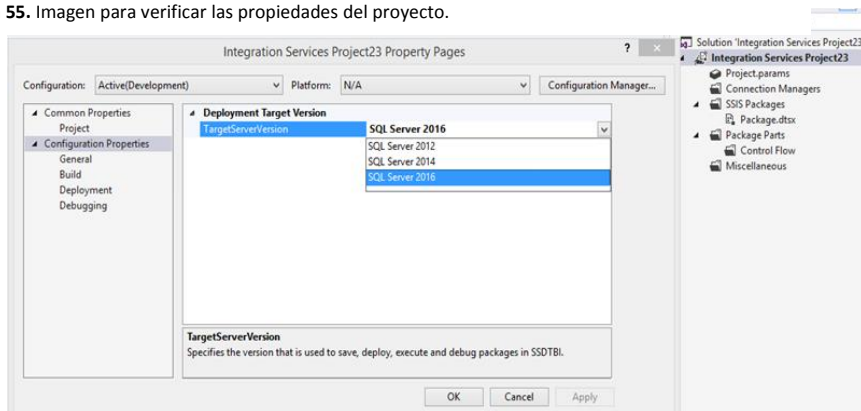 55. Imagen para verificar las propiedades del proyecto.
Integration Services Project23 Property Pages
?
Configuration: Active(Development) Platform: N/A Configuration Manager...
Common Properties
Project
Configuration Properties
General
Build
Deployment
Debugging
Deployment Target Version
TargetServerVersion SQL Server 2016
SQL Server 2012
SQL Server 2014
SQL Server 2016
TargetServerVersion
Specifies the version that is used to save, deploy, execute and debug packages in SSDTBI.
OK Cancel Apply
Solution 'Integration Services Project23
Integration Services Project23
Project.params
Connection Managers
SSIS Packages
Package.dtsx
Package Parts
Control Flow
Miscellaneous